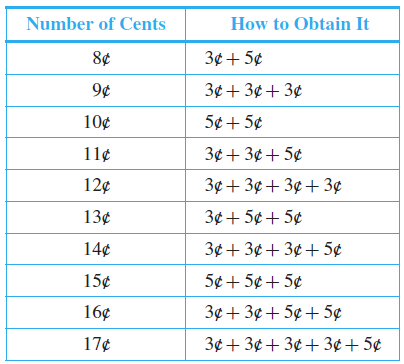 Number of Cents How to Obtain It
8¢ 3¢ + 5¢
9¢ 3¢ + 3¢ + 3¢
10¢ 5¢ + 5¢
11¢ 3¢ + 3¢ + 5¢
12¢ 3¢ + 3¢ + 3¢ + 3¢
13¢ 3¢ + 5¢ + 5¢
14¢ 3¢ + 3¢ + 3¢ + 5¢
15¢ 5¢ + 5¢ + 5¢
16¢ 3¢ + 3¢ + 5¢ + 5¢
17¢ 3¢ + 3¢ + 3¢ + 3¢ + 5¢